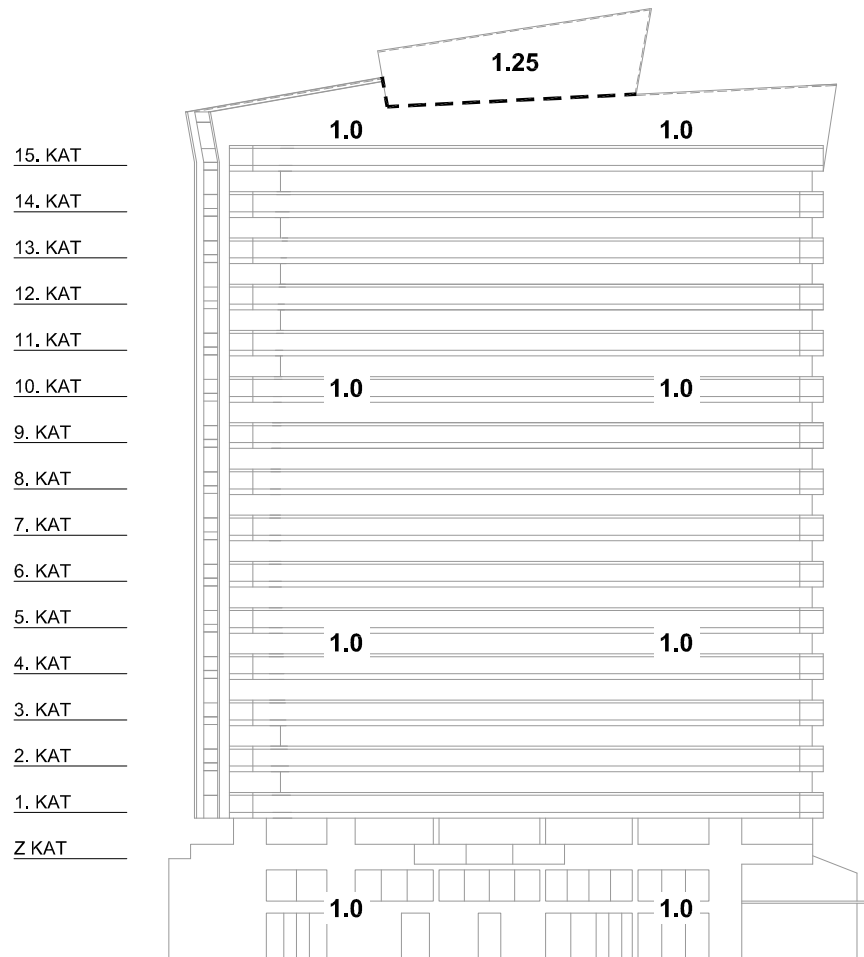 1.25
1.0 1.0
15. KAT
14. KAT
13. KAT
12. KAT
11. KAT
10. KAT 1.0 1.0
9. KAT
8. KAT
7. KAT
6. KAT
5. KAT
1.0 1.0
4. KAT
3. KAT
2. KAT
1. KAT
Z KAT
1.0 1.0